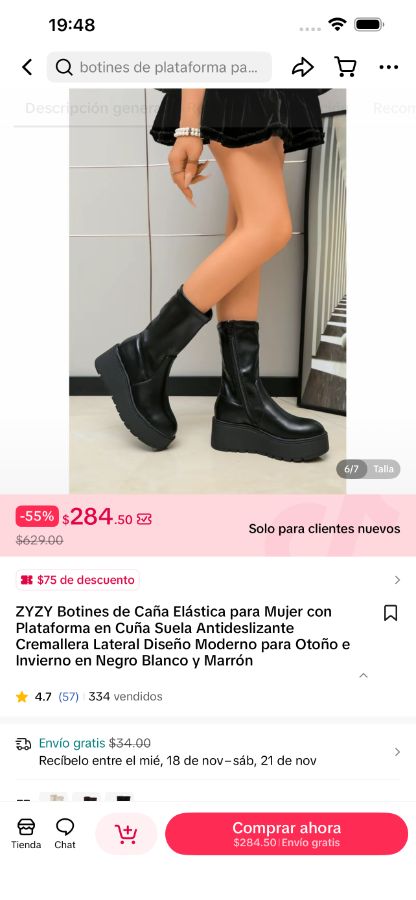 19:48
botines de plataforma pa...
Descripción genera
Recom
6/7 Talla
-55% $284.50
$629.00
Solo para clientes nuevos
$75 de descuento
ZYZY Botines de Caña Elástica para Mujer con
Plataforma en Cuña Suela Antideslizante
Cremallera Lateral Diseño Moderno para Otoño e
Invierno en Negro Blanco y Marrón
4.7 (57) 334 vendidos
Envío gratis $34.00
Recíbelo entre el mié, 18 de nov–sáb, 21 de nov
Tienda
Chat
Comprar ahora
$284.50 | Envío gratis